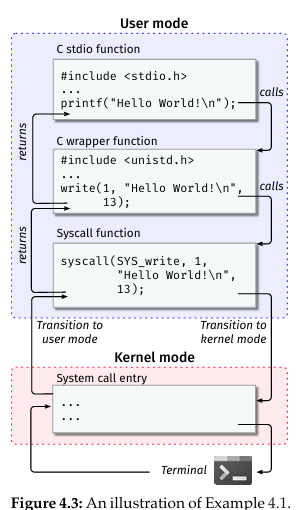 User mode
C stdio function
#include <stdio.h>
...
printf("Hello World!\n");
calls
returns
C wrapper function
#include <unistd.h>
...
write(1, "Hello World!\n",
13);
calls
returns
Syscall function
syscall(SYS_write, 1,
"Hello World!\n",
13);
Transition to
user mode
Transition to
kernel mode
Kernel mode
System call entry
...
...
Terminal
Figure 4.3: An illustration of Example 4.1.